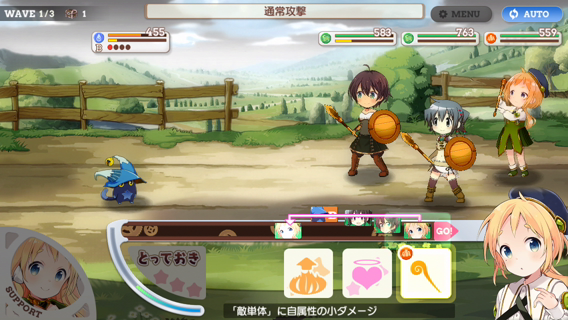 WAVE 1/3
1
通常攻撃
MENU
AUTO
455
583
763
559
GO!
とっておき
SUPPORT
「敵単体」に自属性の小ダメージ